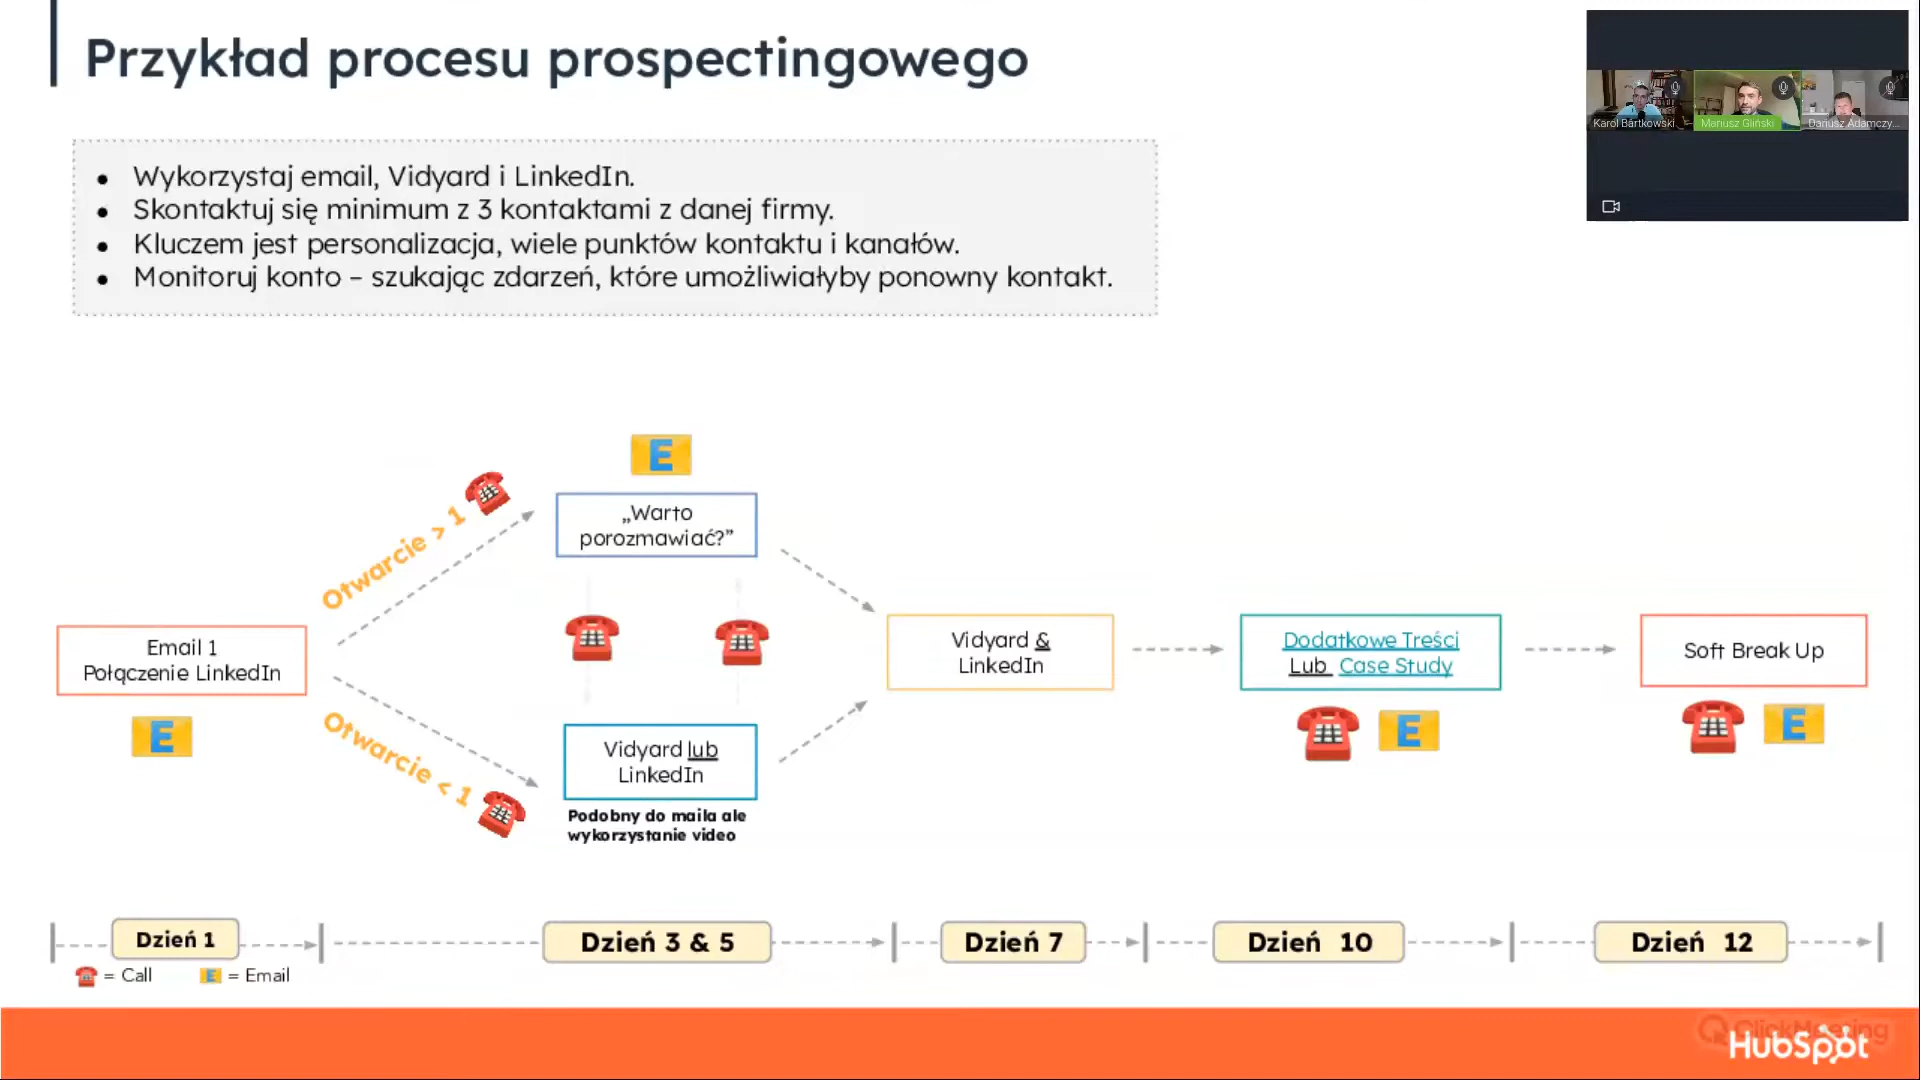 Przykład procesu prospectingowego
Karol Bartkowski
Mariusz Gliński
Dariusz Adamczy...
Wykorzystaj email, Vidyard i LinkedIn.
Skontaktuj się minimum z 3 kontaktami z danej firmy.
Kluczem jest personalizacja, wiele punktów kontaktu i kanałów.
Monitoruj konto – szukając zdarzeń, które umożliwiałyby ponowny kontakt.
Email 1
Połączenie LinkedIn
E
Otwarcie > 1
Otwarcie < 1
E
„Warto
porozmawiać?”
Vidyard lub
LinkedIn
Podobny do maila ale
wykorzystanie video
Vidyard &
LinkedIn
Dodatkowe Treści
Lub Case Study
E
Soft Break Up
E
Dzień 1
Dzień 3 & 5
Dzień 7
Dzień 10
Dzień 12
= Call
E = Email
ClickMeeting
HubSpot